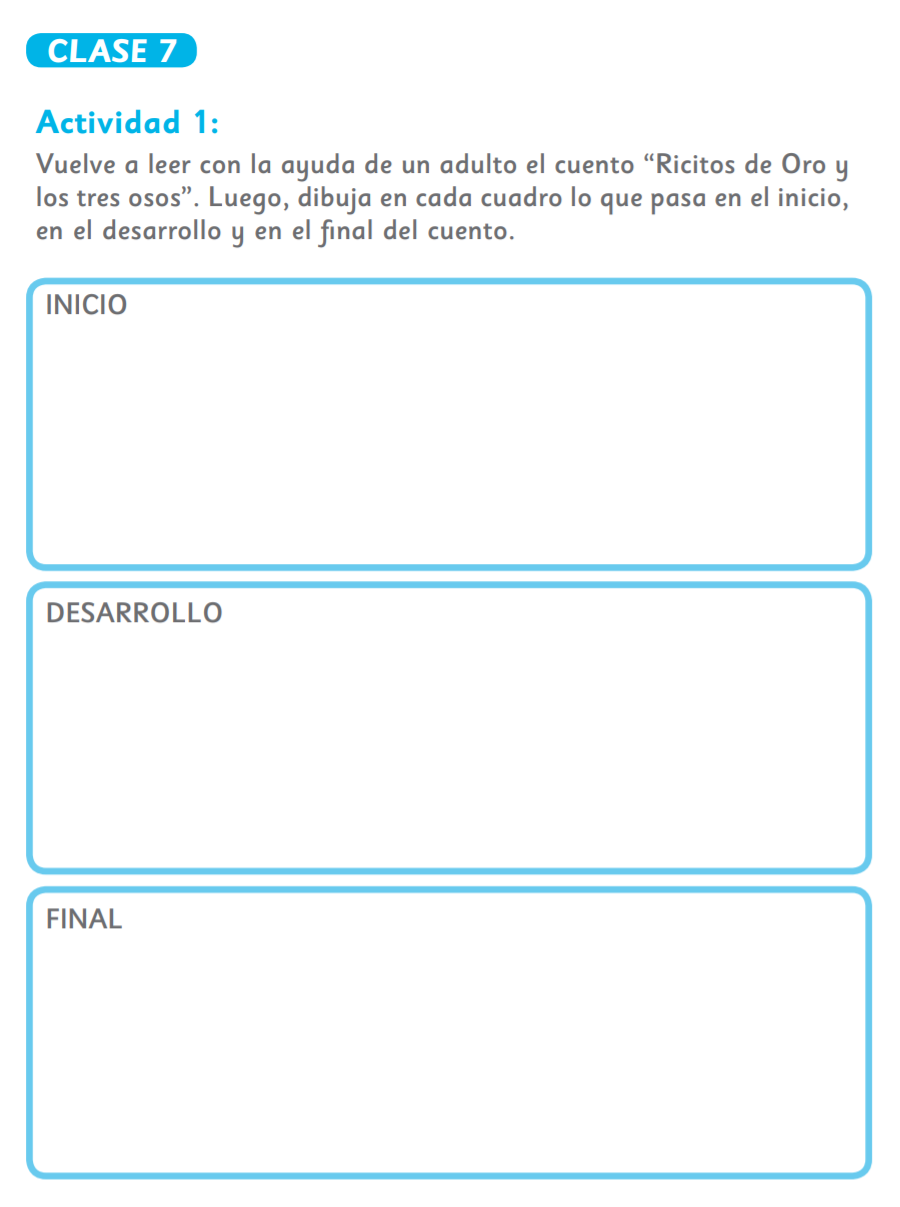 CLASE 7
Actividad 1:
Vuelve a leer con la ayuda de un adulto el cuento “Ricitos de Oro y
los tres osos”. Luego, dibuja en cada cuadro lo que pasa en el inicio,
en el desarrollo y en el final del cuento.
INICIO
DESARROLLO
FINAL